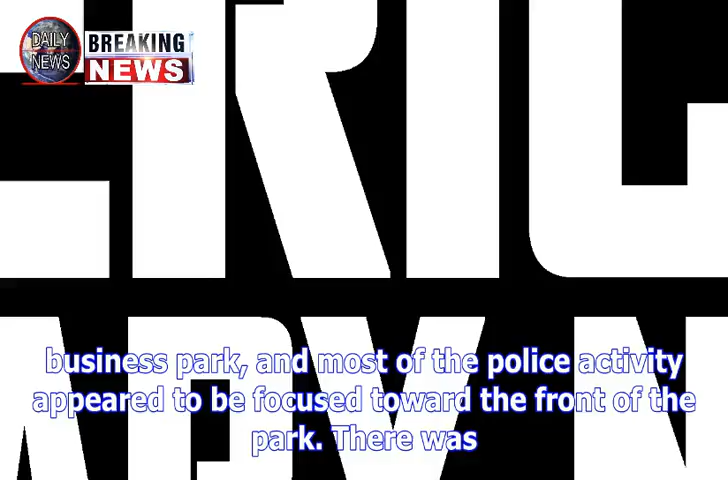 DAILY
NEWS
BREAKING
NEWS
business park, and most of the police activity
appeared to be focused toward the front of the
park. There was